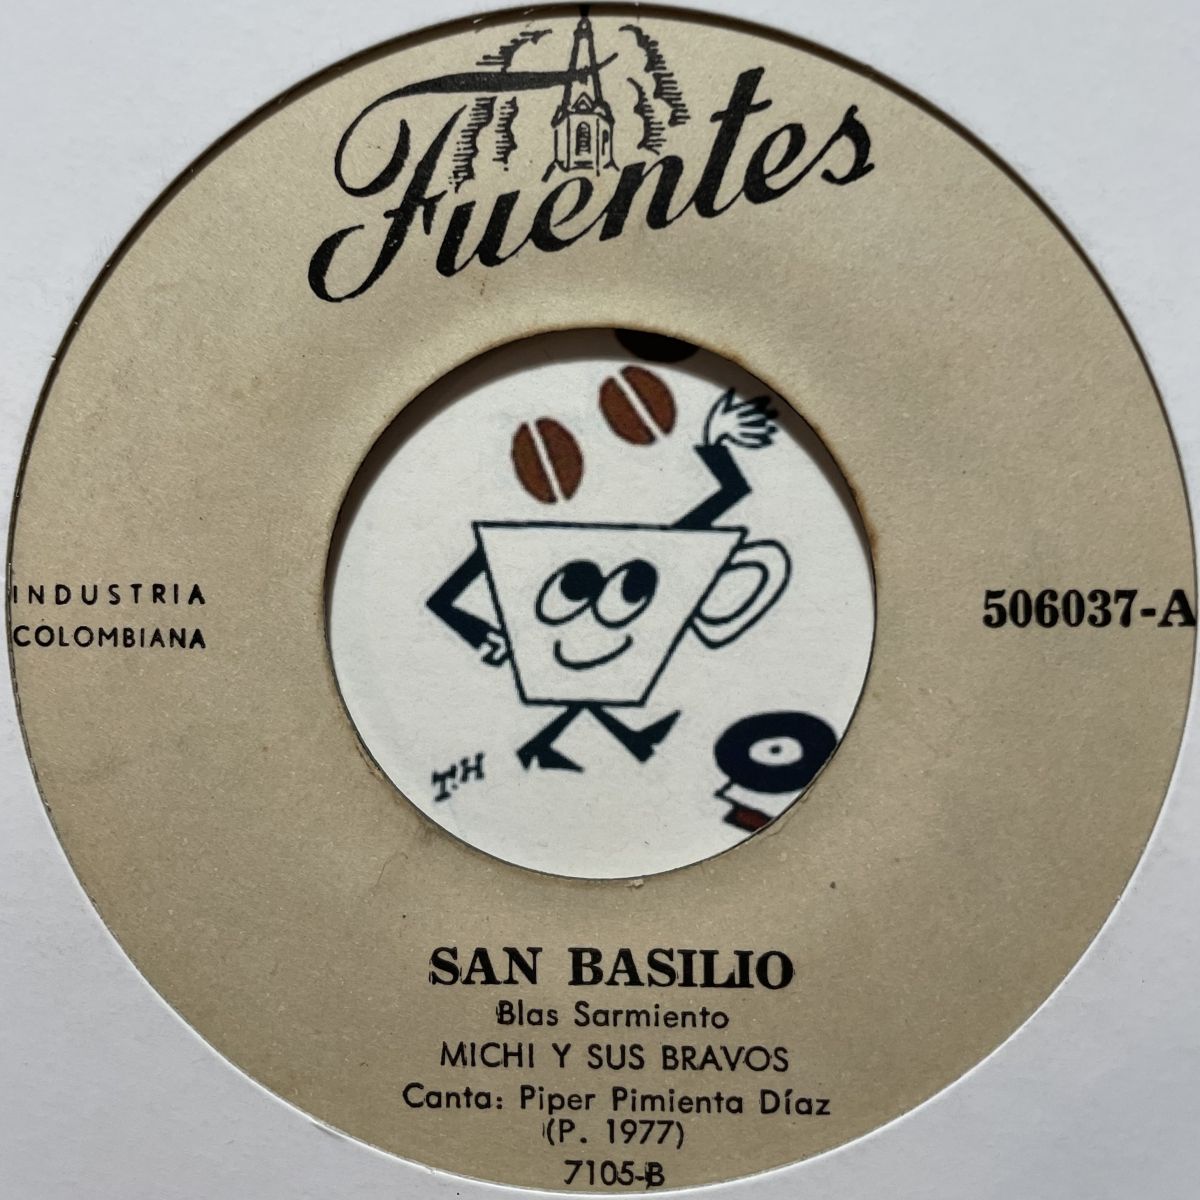 Fuentes
INDUSTRIA
COLOMBIANA
506037-A
T.H
SAN BASILIO
Blas Sarmiento
MICHI Y SUS BRAVOS
Canta: Piper Pimienta Díaz
(P. 1977)
7105-B